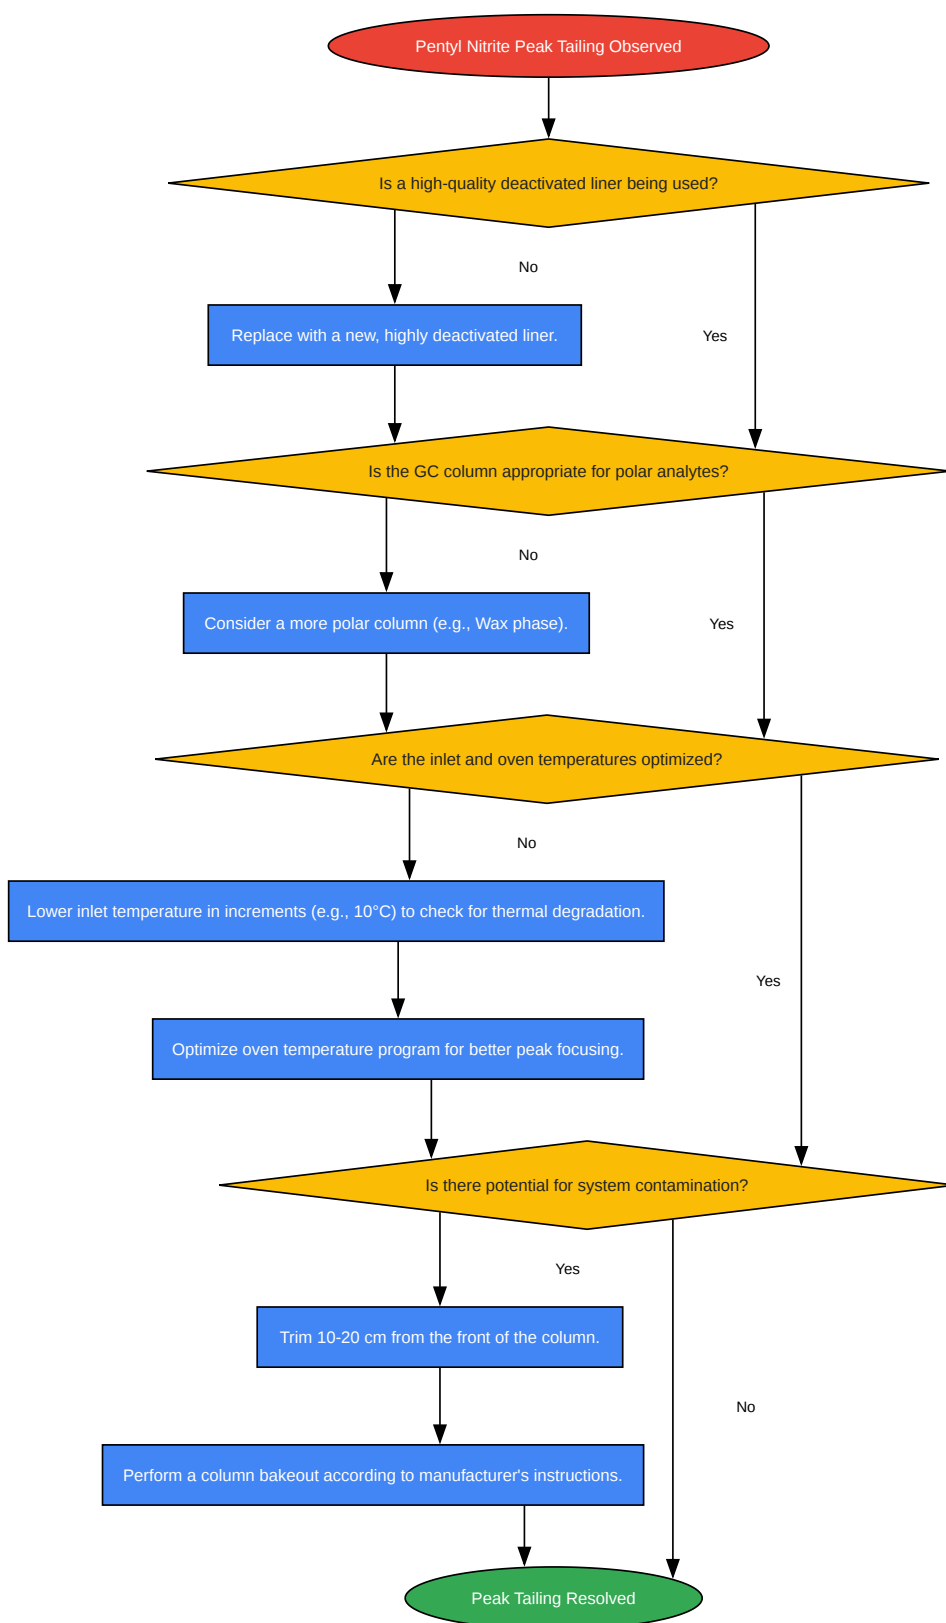 Pentyl Nitrite Peak Tailing Observed
Is a high-quality deactivated liner being used?
No
Replace with a new, highly deactivated liner.
Yes
Is the GC column appropriate for polar analytes?
No
Consider a more polar column (e.g., Wax phase).
Yes
Are the inlet and oven temperatures optimized?
No
Lower inlet temperature in increments (e.g., 10°C) to check for thermal degradation.
Yes
Optimize oven temperature program for better peak focusing.
Is there potential for system contamination?
Yes
Trim 10-20 cm from the front of the column.
No
Perform a column bakeout according to manufacturer's instructions.
Peak Tailing Resolved